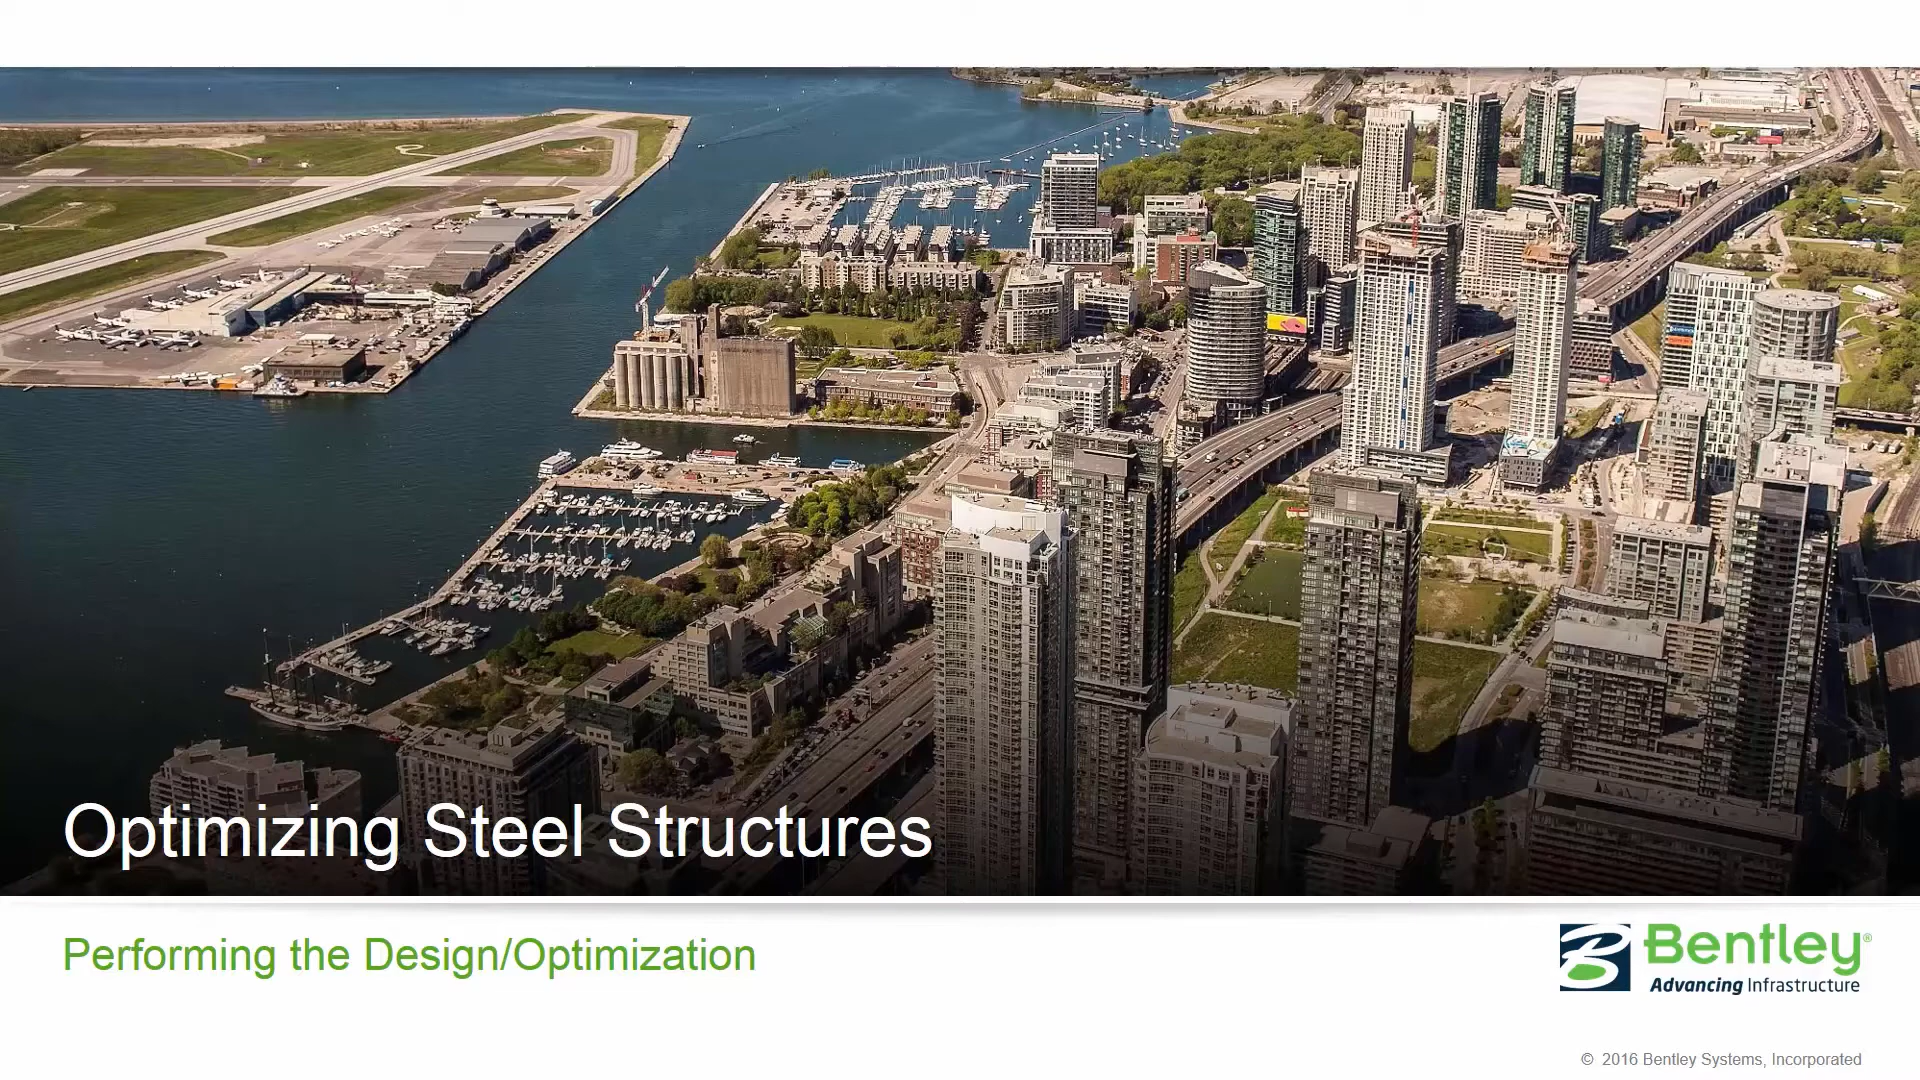 Optimizing Steel Structures
Performing the Design/Optimization
Bentley®
Advancing Infrastructure
© 2016 Bentley Systems, Incorporated